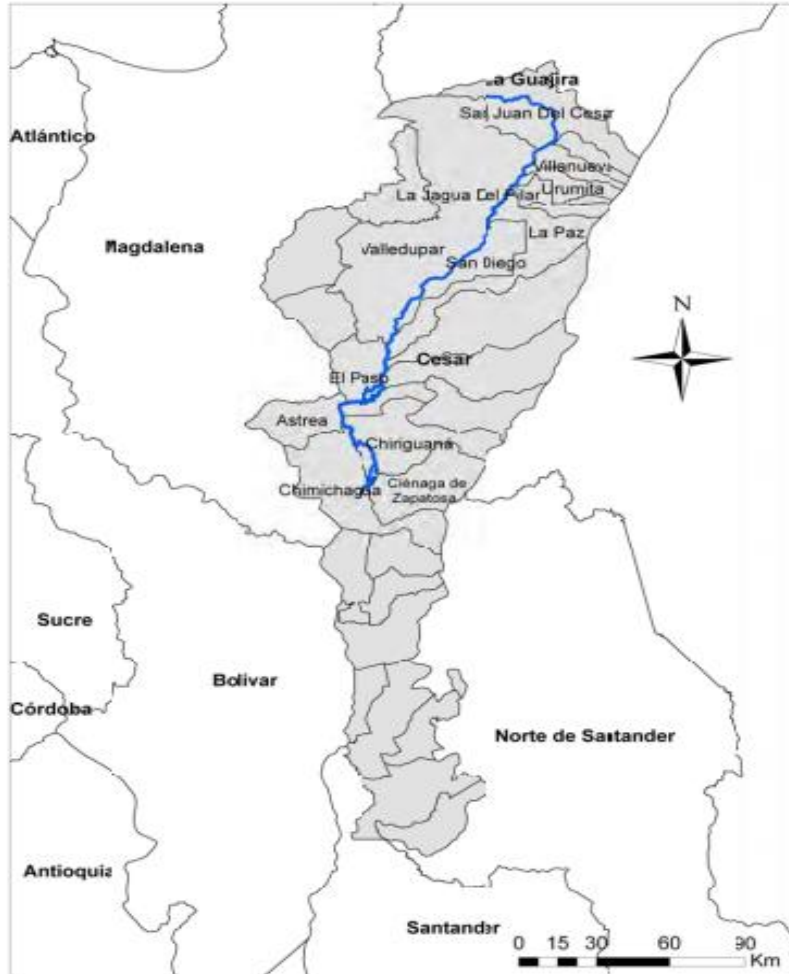 La Guajira
San Juan Del Cesar
Atlántico
Villanueva
Urumita
La Jagua Del Pilar
La Paz
Magdalena
Valledupar
San Diego
N
Cesar
El Paso
Astrea
Chiriguaná
Chimichagua
Ciénaga de
Zapatosa
Sucre
Bolívar
Córdoba
Norte de Santander
Antioquia
Santander
0 15 30 60 90
Km